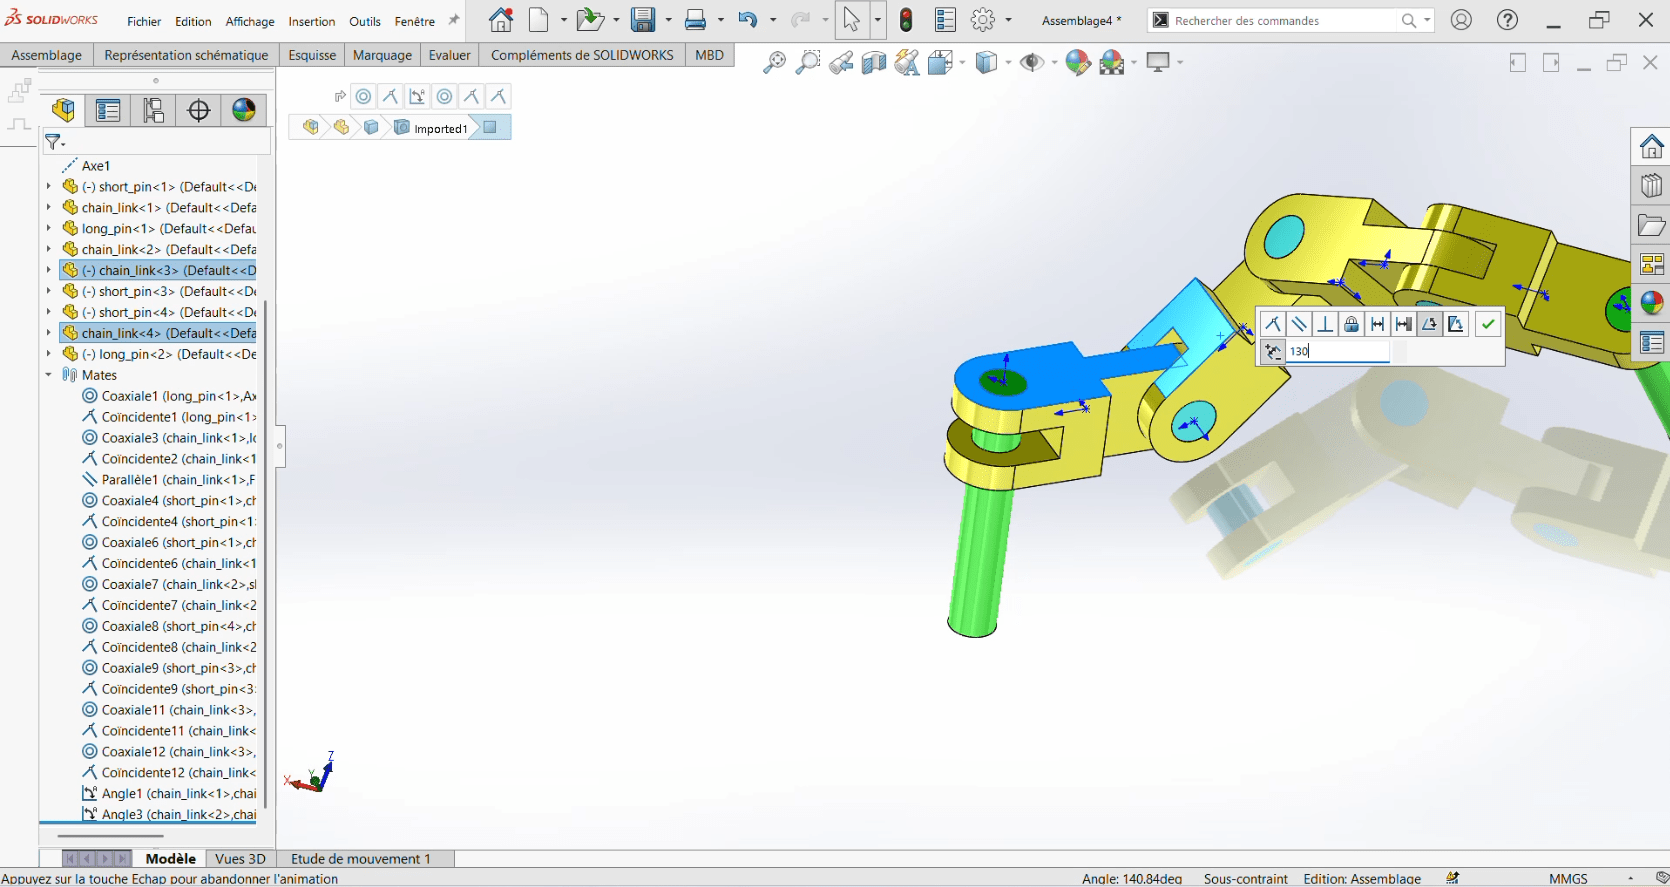 SOLIDWORKS
Fichier Edition Affichage Insertion Outils Fenêtre
Assemblage4 *
Rechercher des commandes
Assemblage Représentation schématique Esquisse Marquage Evaluer Compléments de SOLIDWORKS MBD
Imported1
Axe1
(-) short_pin<1> (Default<<De
chain_link<1> (Default<<Defa
long_pin<1> (Default<<Defau
chain_link<2> (Default<<Defa
(-) chain_link<3> (Default<<D
(-) short_pin<3> (Default<<De
(-) short_pin<4> (Default<<De
chain_link<4> (Default<<Defa
(-) long_pin<2> (Default<<De
Mates
Coaxiale1 (long_pin<1>,Ax
Coïncidente1 (long_pin<1>
Coaxiale3 (chain_link<1>,lo
Coïncidente2 (chain_link<1
Parallèle1 (chain_link<1>,F
Coaxiale4 (short_pin<1>,ch
Coïncidente4 (short_pin<1
Coaxiale6 (short_pin<1>,ch
Coïncidente6 (chain_link<1
Coaxiale7 (chain_link<2>,sl
Coïncidente7 (chain_link<2
Coaxiale8 (short_pin<4>,ch
Coïncidente8 (chain_link<2
Coaxiale9 (short_pin<3>,ch
Coïncidente9 (short_pin<3
Coaxiale11 (chain_link<3>,
Coïncidente11 (chain_link<
Coaxiale12 (chain_link<3>,
Coïncidente12 (chain_link<
Angle1 (chain_link<1>,chai
Angle3 (chain_link<2>,chai
130
Z
Y
X
Modèle Vues 3D Etude de mouvement 1
Appuyez sur la touche Echap pour abandonner l'animation
Angle: 140.84deg Sous-contraint Edition: Assemblage MMGS